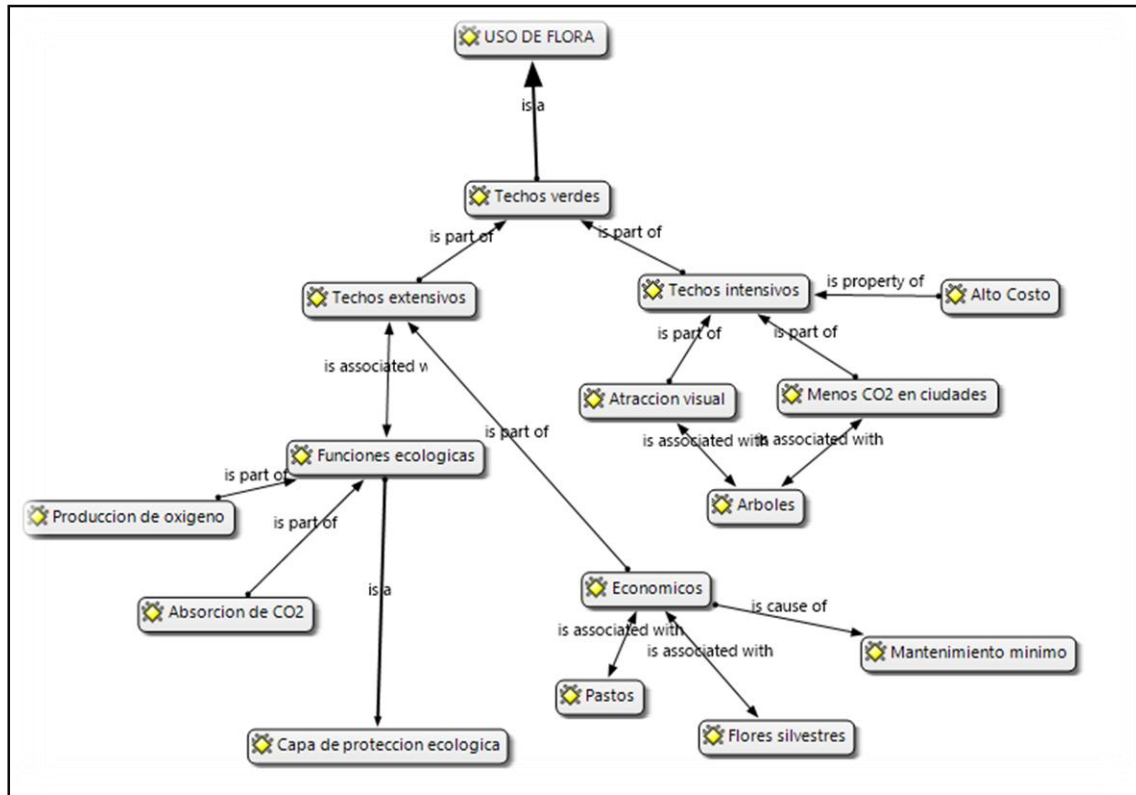 USO DE FLORA
is a
Techos verdes
is part of
is part of
Techos extensivos
Techos intensivos
is property of
Alto Costo
is associated w
is part of
is part of
Atraccion visual
Menos CO2 en ciudades
is part of
is associated with
is associated with
Funciones ecologicas
is part of
Produccion de oxigeno
Arboles
is part of
is a
Absorcion de CO2
Economicos
is cause of
is associated with
is associated with
Mantenimiento minimo
Pastos
Flores silvestres
Capa de proteccion ecologica